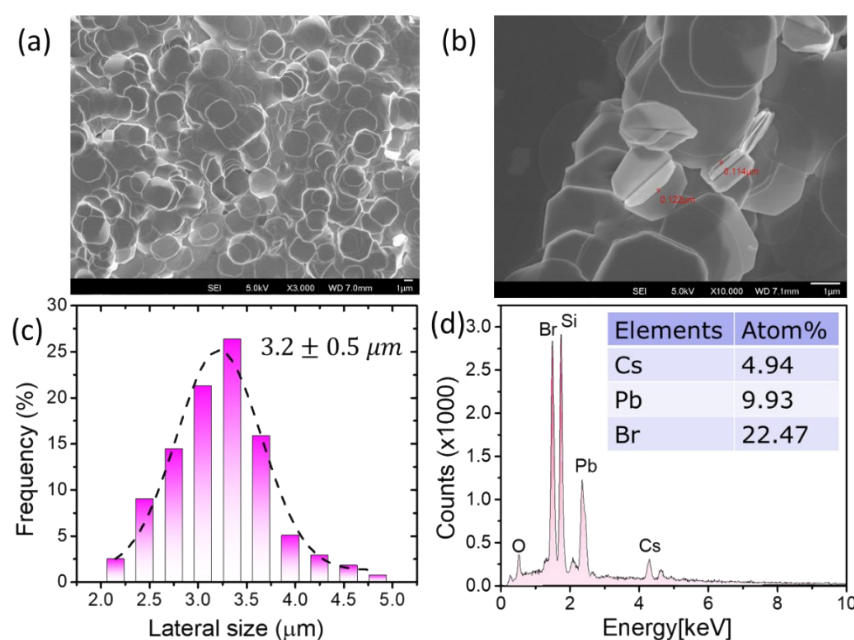 (a)
SEI 5.0kV X3,000 WD 7.0mm 1µm
(b)
0.114µm
0.122µm
SEI 5.0kV X10,000 WD 7.1mm 1µm
(c)
3.2 ± 0.5 µm
Frequency (%)
30
25
20
15
10
5
0
2.0 2.5 3.0 3.5 4.0 4.5 5.0
Lateral size (µm)
(d)
Elements Atom%
Cs 4.94
Pb 9.93
Br 22.47
Br Si
Pb
O
Cs
Counts (x1000)
3.0
2.5
2.0
1.5
1.0
0.5
0.0
0 2 4 6 8 10
Energy[keV]